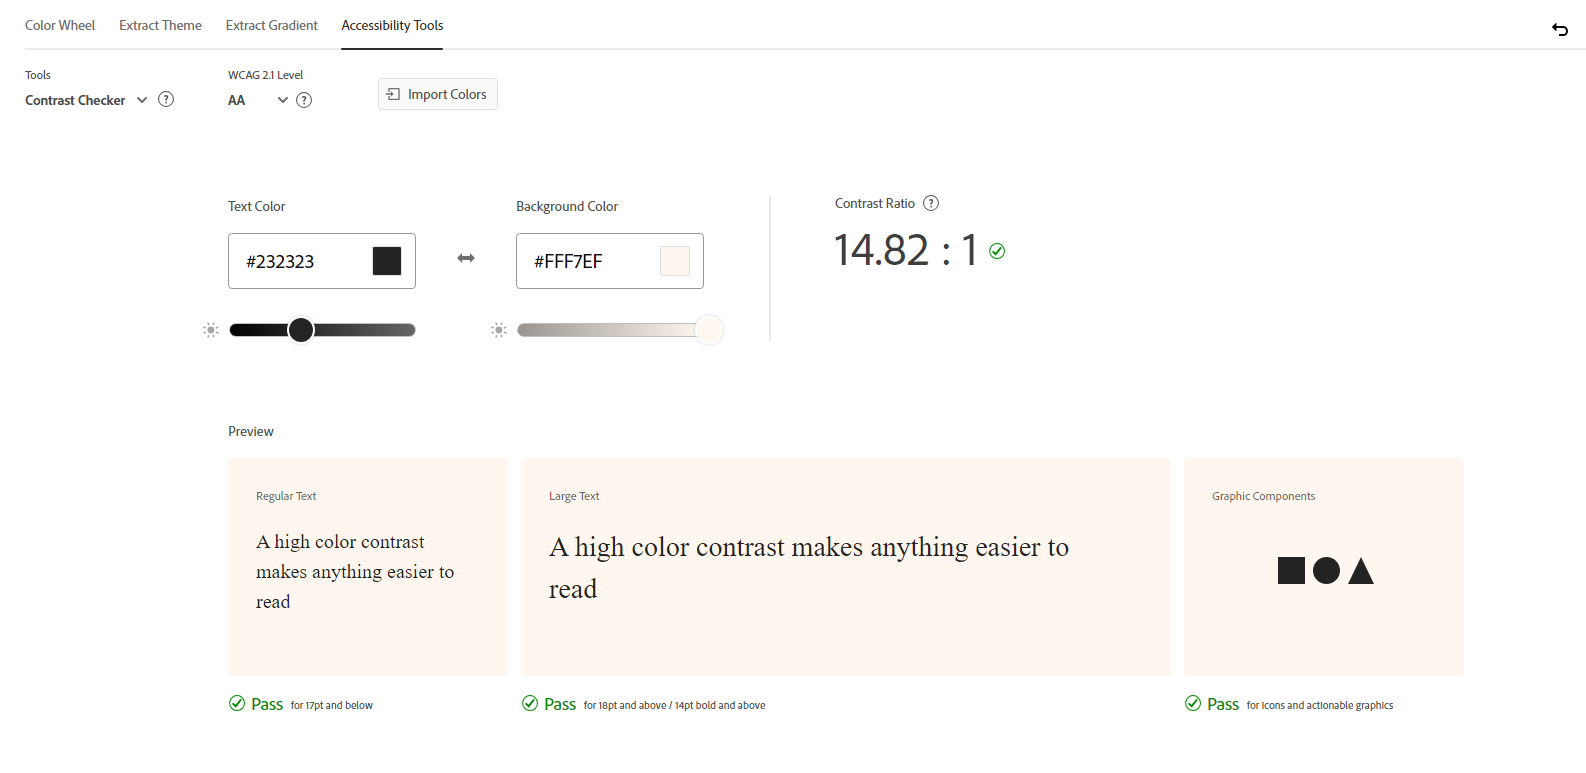 Color Wheel Extract Theme Extract Gradient Accessibility Tools
Tools
Contrast Checker
WCAG 2.1 Level
AA
Import Colors
Text Color
#232323
Background Color
#FFF7EF
Contrast Ratio
14.82 : 1
Preview
Regular Text
A high color contrast
makes anything easier to
read
Pass for 17pt and below
Large Text
A high color contrast makes anything easier to
read
Pass for 18pt and above / 14pt bold and above
Graphic Components
Pass for icons and actionable graphics